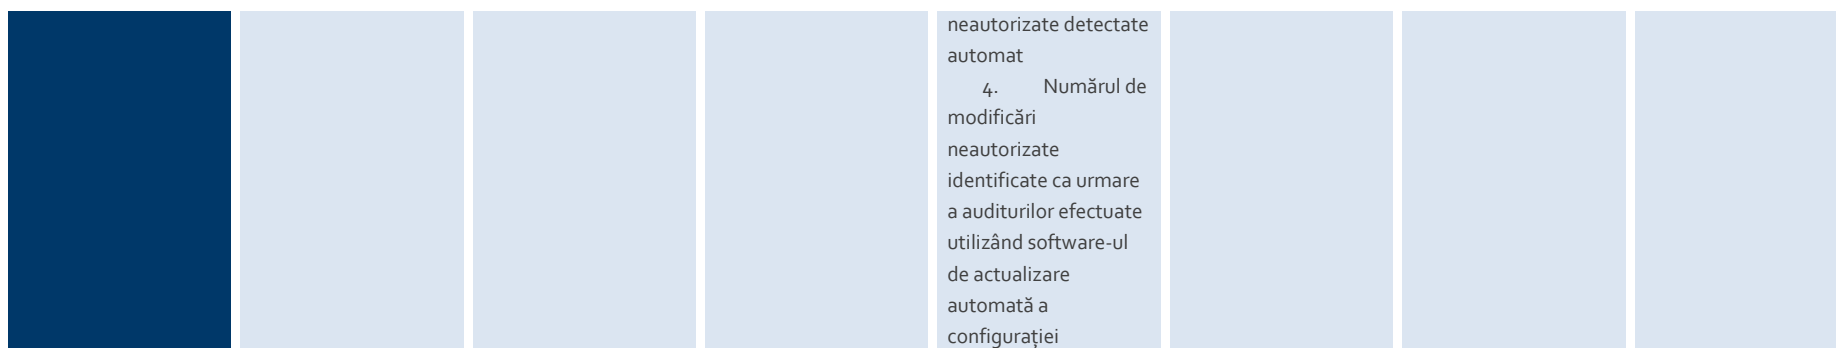 neautorizate detectate
automat
4. Numărul de
modificări
neautorizate
identificate ca urmare
a auditurilor efectuate
utilizând software-ul
de actualizare
automată a
configurației